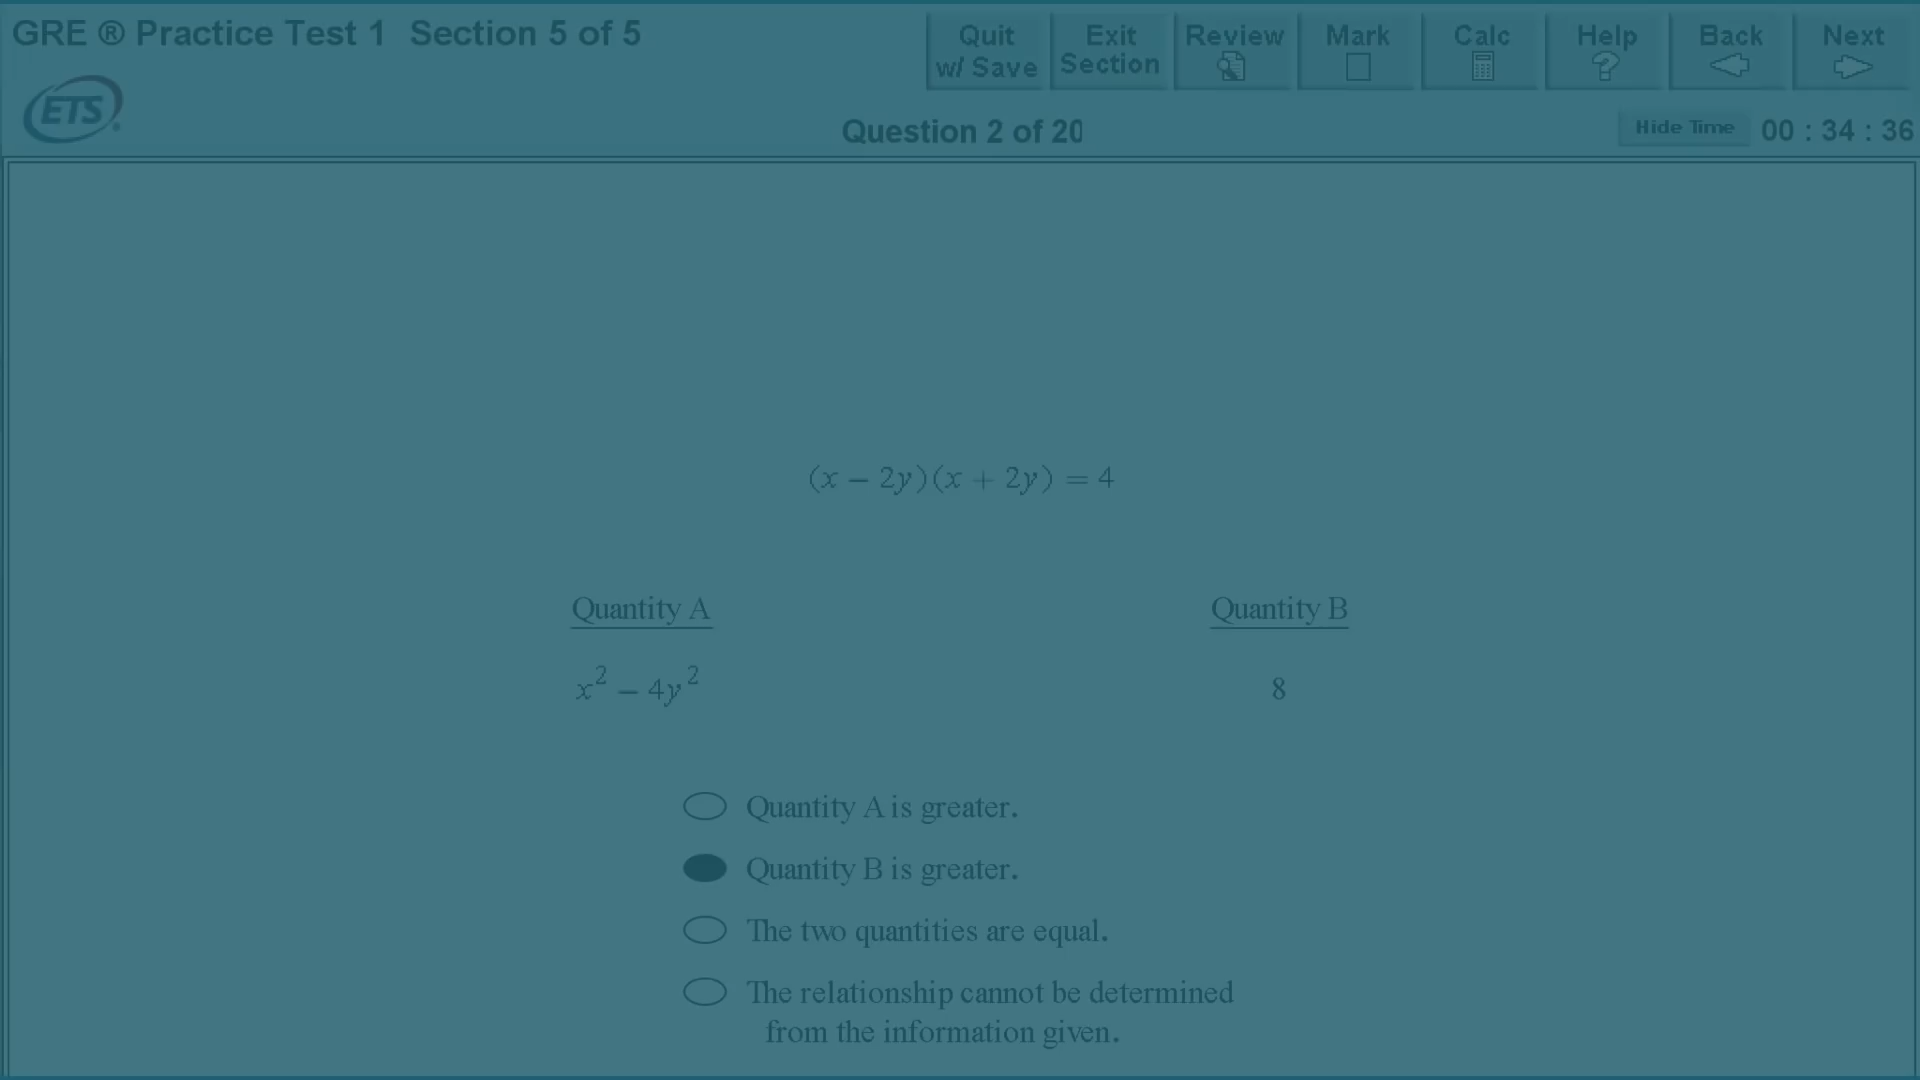 GRE ® Practice Test 1 Section 5 of 5
Quit w/ Save
Exit Section
Review
Mark
Calc
Help
Back
Next
ETS®
Question 2 of 20
Hide Time
00 : 34 : 36
(x – 2y)(x + 2y) = 4
Quantity A
Quantity B
x² – 4y²
8
Quantity A is greater.
Quantity B is greater.
The two quantities are equal.
The relationship cannot be determined
from the information given.